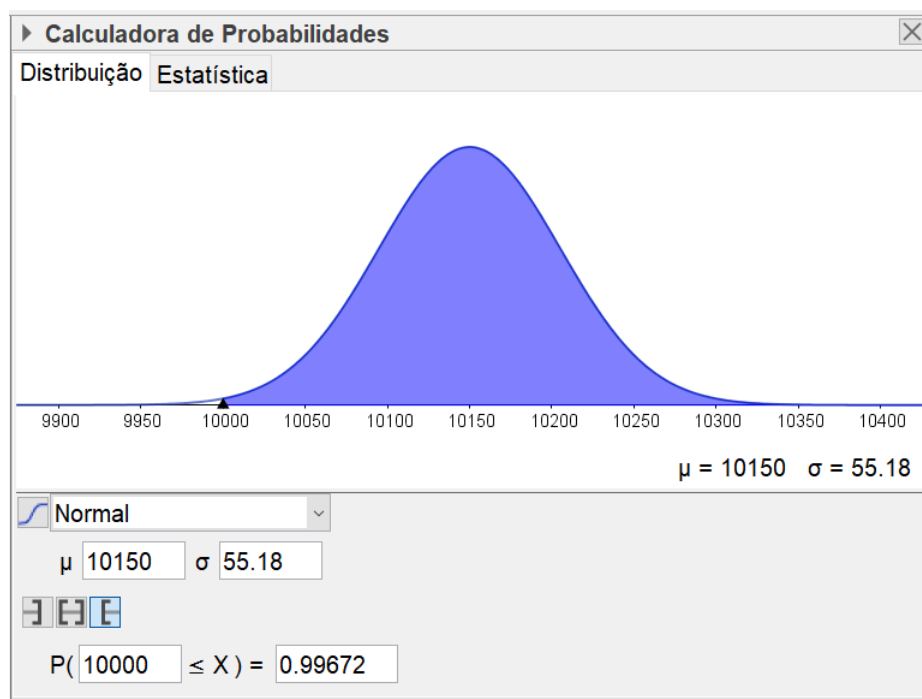 Calculadora de Probabilidades
Distribuição Estatística
9900 9950 10000 10050 10100 10150 10200 10250 10300 10350 10400
μ = 10150 σ = 55.18
Normal
μ 10150 σ 55.18
P( 10000 ≤ X ) = 0.99672